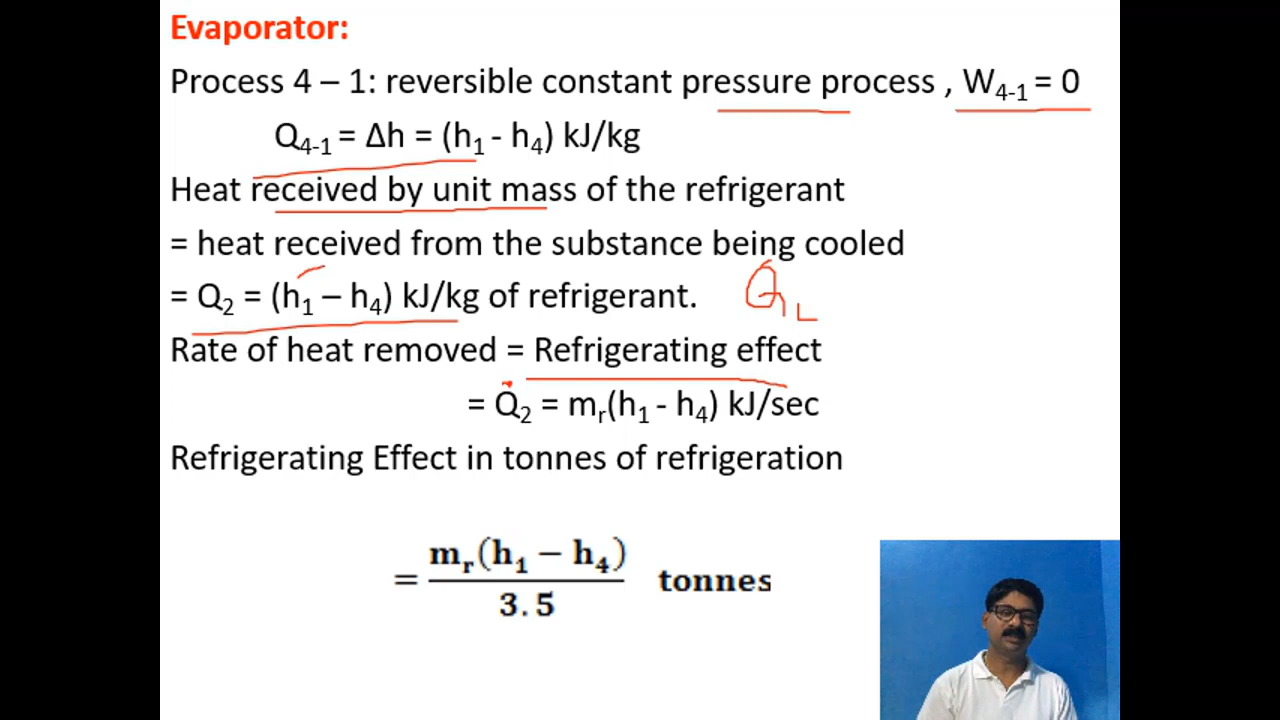 Evaporator:
Process 4 – 1: reversible constant pressure process , W₄₋₁ = 0
Q₄₋₁ = Δh = (h₁ - h₄) kJ/kg
Heat received by unit mass of the refrigerant
= heat received from the substance being cooled
= Q₂ = (h₁ – h₄) kJ/kg of refrigerant. Q_L
Rate of heat removed = Refrigerating effect
= Q̇₂ = mᵣ(h₁ - h₄) kJ/sec
Refrigerating Effect in tonnes of refrigeration
= mᵣ(h₁ − h₄) / 3.5 tonnes